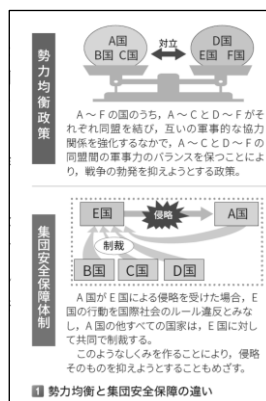 勢力均衡政策
A国
B国 C国
対立
D国
E国 F国
A～Fの国のうち，A～CとD～Fがそ
れぞれ同盟を結び，互いの軍事的な協力
関係を強化するなかで，A～CとD～Fの
同盟間の軍事力のバランスを保つことによ
り，戦争の勃発を抑えようとする政策。
集団安全保障体制
E国
侵略
A国
制裁
B国
C国
D国
A国がE国による侵略を受けた場合，E
国の行動を国際社会のルール違反とみな
し，A国の他すべての国家は，E国に対し
て共同で制裁する。
このようなしくみを作ることにより，侵略
そのものを抑えようとすることもめざす。
1 勢力均衡と集団安全保障の違い